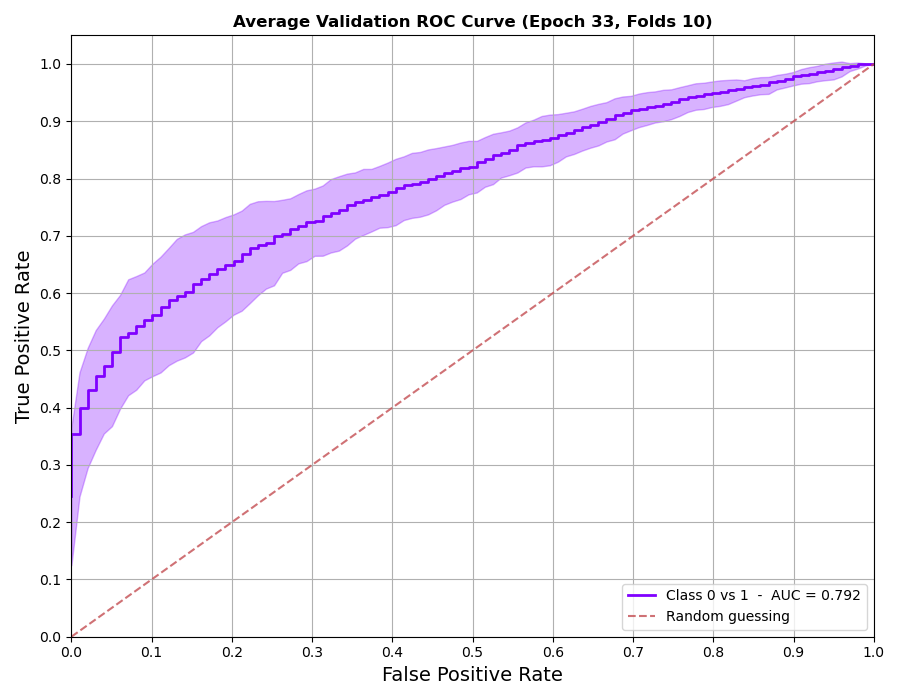 Average Validation ROC Curve (Epoch 33, Folds 10)
True Positive Rate
1.0
0.9
0.8
0.7
0.6
0.5
0.4
0.3
0.2
0.1
0.0
0.0 0.1 0.2 0.3 0.4 0.5 0.6 0.7 0.8 0.9 1.0
False Positive Rate
Class 0 vs 1 - AUC = 0.792
Random guessing